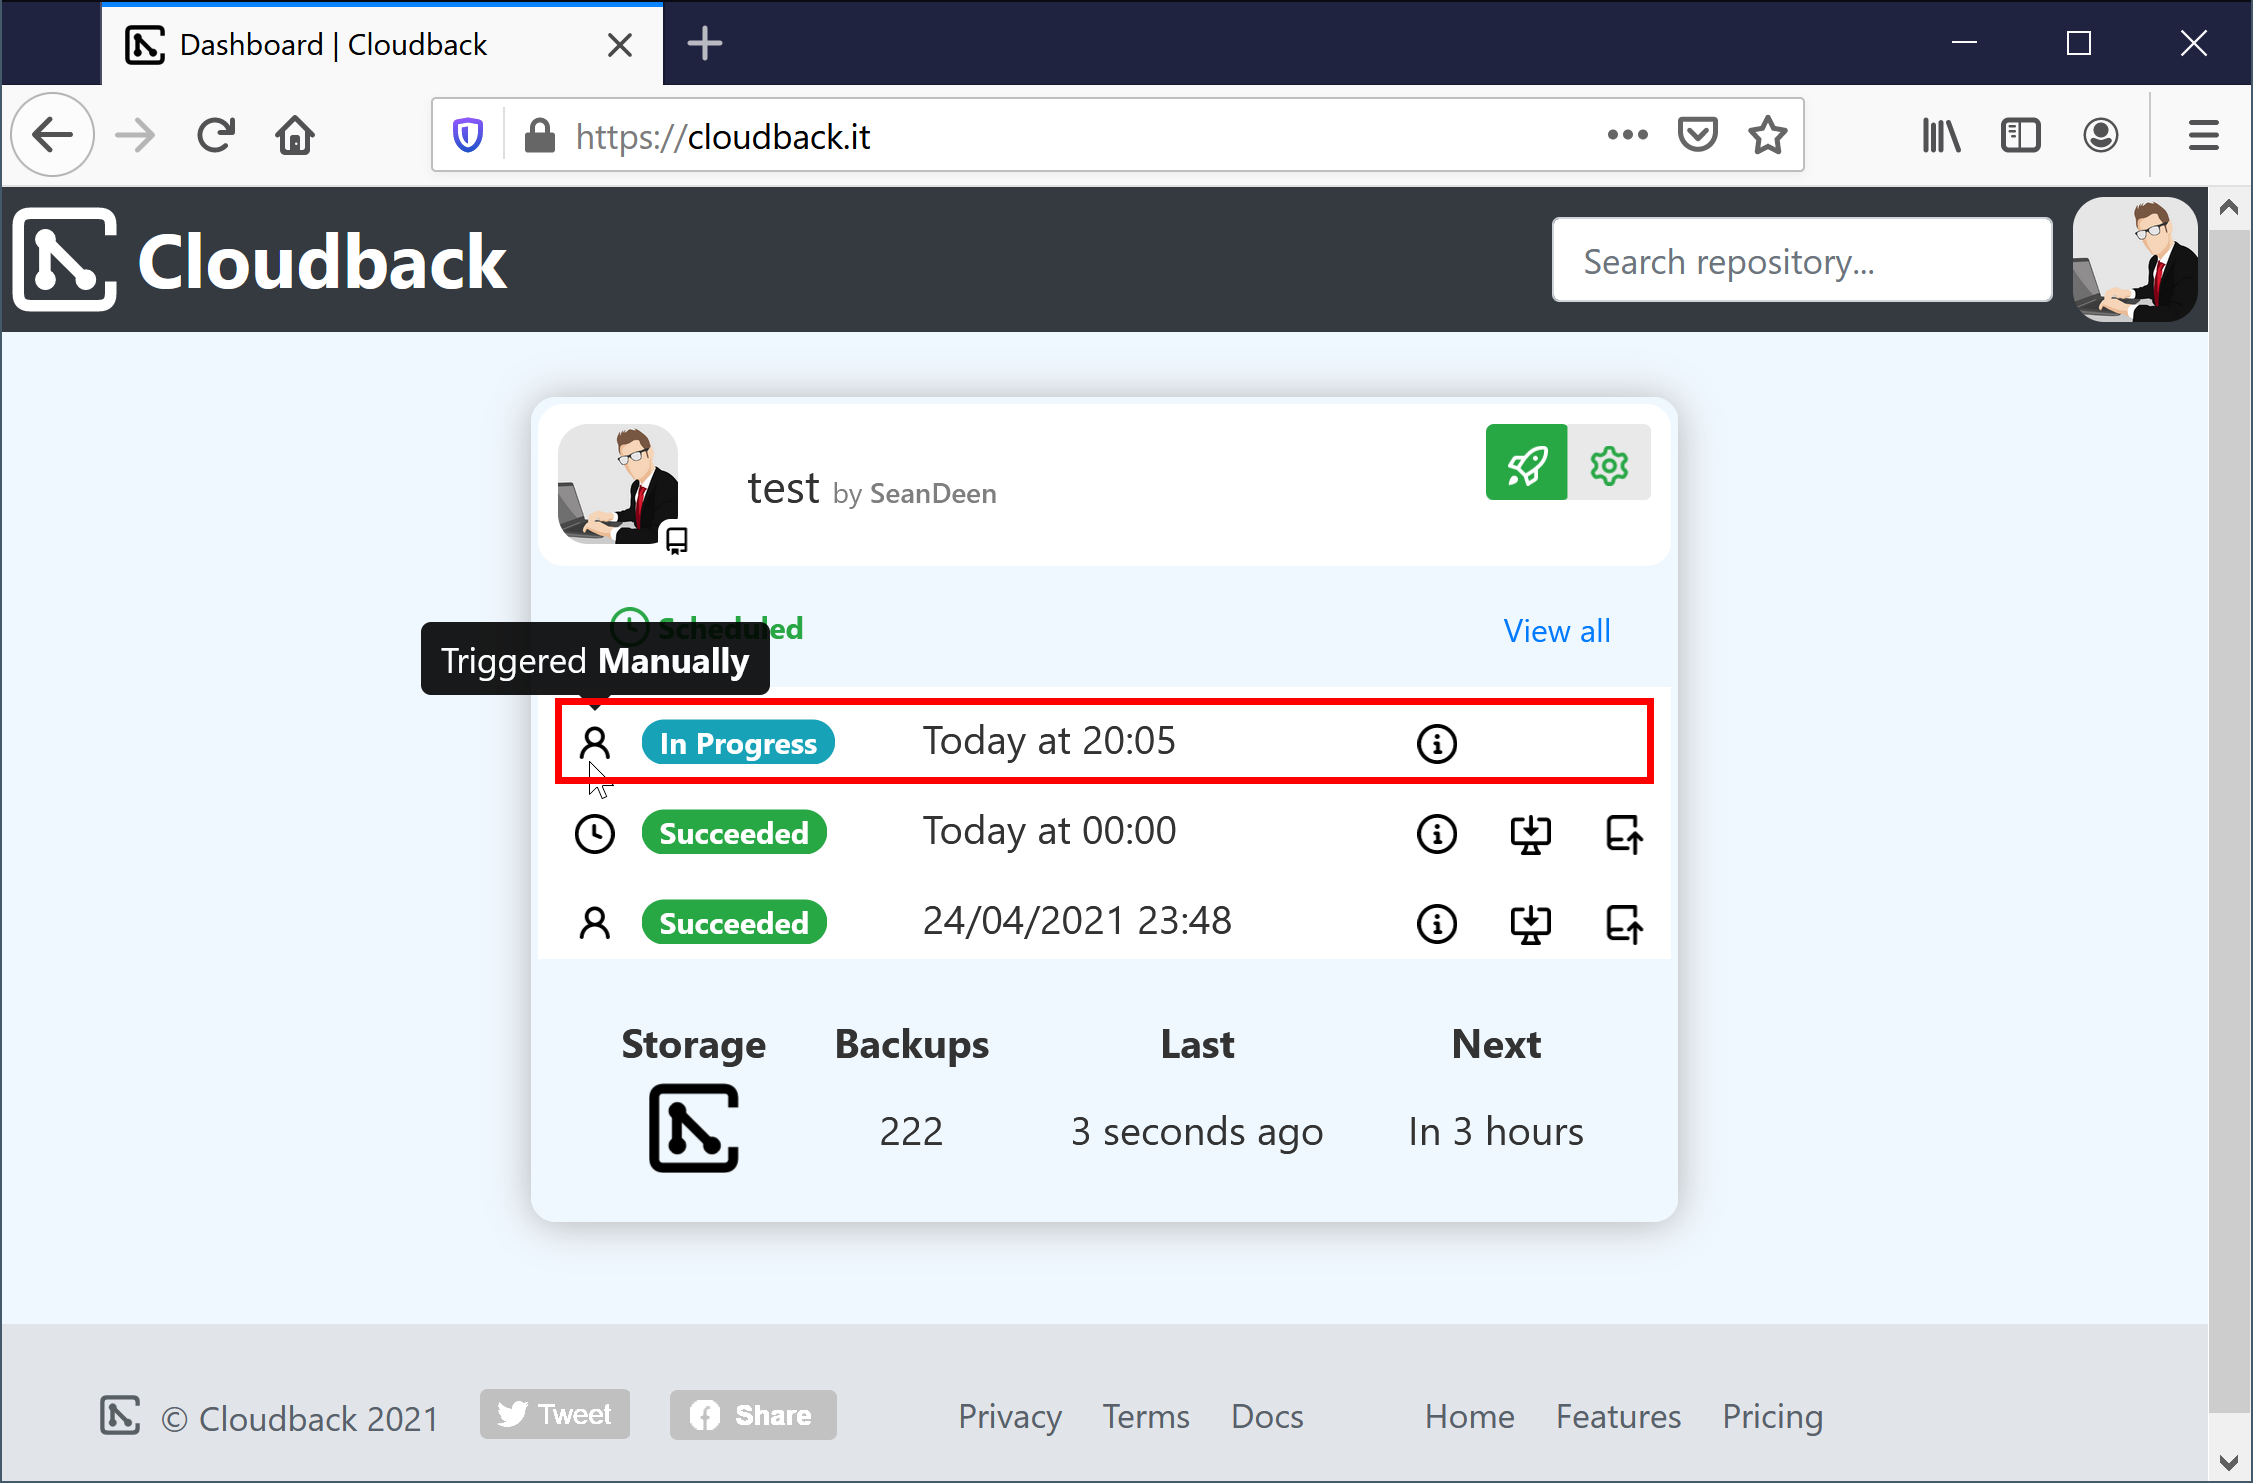 Dashboard | Cloudback
https://cloudback.it
Cloudback
Search repository...
test by SeanDeen
Scheduled
View all
Triggered Manually
In Progress Today at 20:05
Succeeded Today at 00:00
Succeeded 24/04/2021 23:48
Storage Backups Last Next
222 3 seconds ago In 3 hours
© Cloudback 2021 Tweet Share Privacy Terms Docs Home Features Pricing